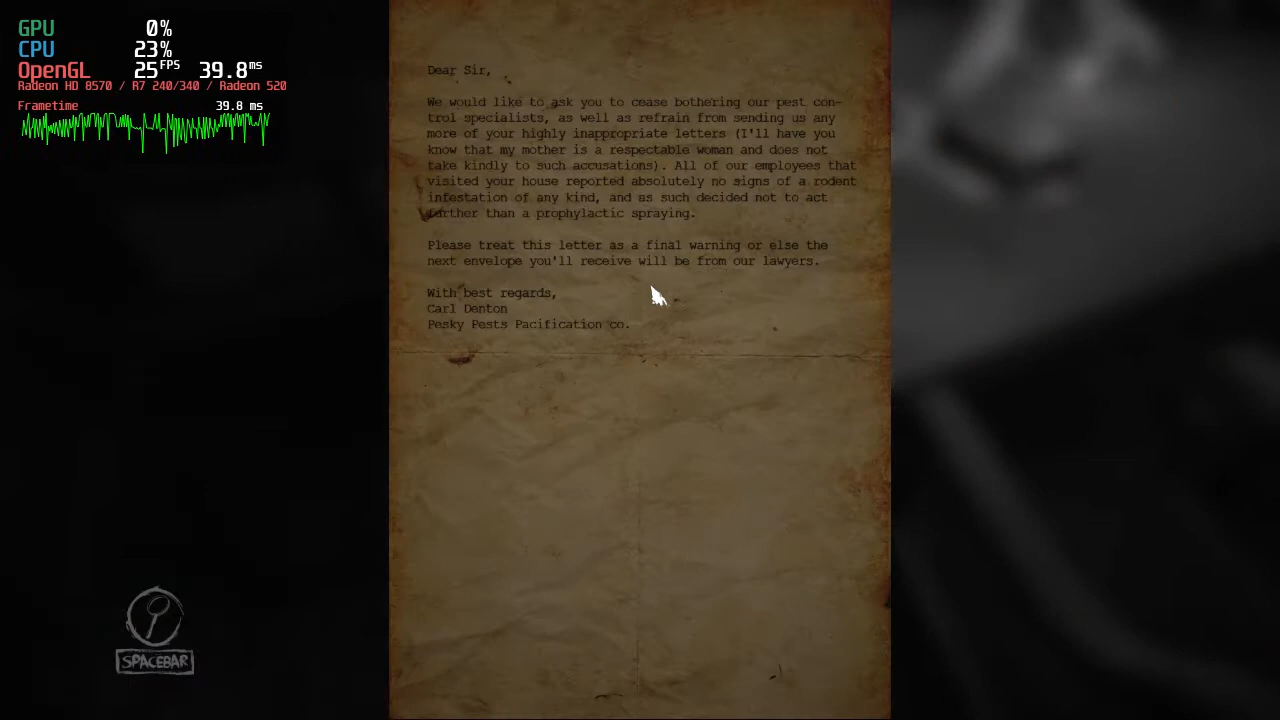 GPU 0%
CPU 23%
OpenGL 25 FPS 39.8 ms
Radeon HD 8570 / R7 240/340 / Radeon 520
Frametime 39.8 ms
Dear Sir,
We would like to ask you to cease bothering our pest con-
trol specialists, as well as refrain from sending us any
more of your highly inappropriate letters (I'll have you
know that my mother is a respectable woman and does not
take kindly to such accusations). All of our employees that
visited your house reported absolutely no signs of a rodent
infestation of any kind, and as such decided not to act
farther than a prophylactic spraying.
Please treat this letter as a final warning or else the
next envelope you'll receive will be from our lawyers.
With best regards,
Carl Denton
Pesky Pests Pacification co.
SPACEBAR